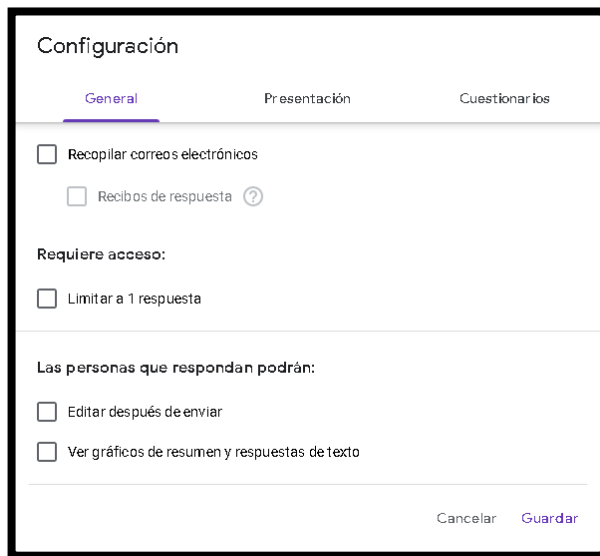 Configuración
General Presentación Cuestionarios
Recopilar correos electrónicos
Recibos de respuesta ?
Requiere acceso:
Limitar a 1 respuesta
Las personas que respondan podrán:
Editar después de enviar
Ver gráficos de resumen y respuestas de texto
Cancelar Guardar